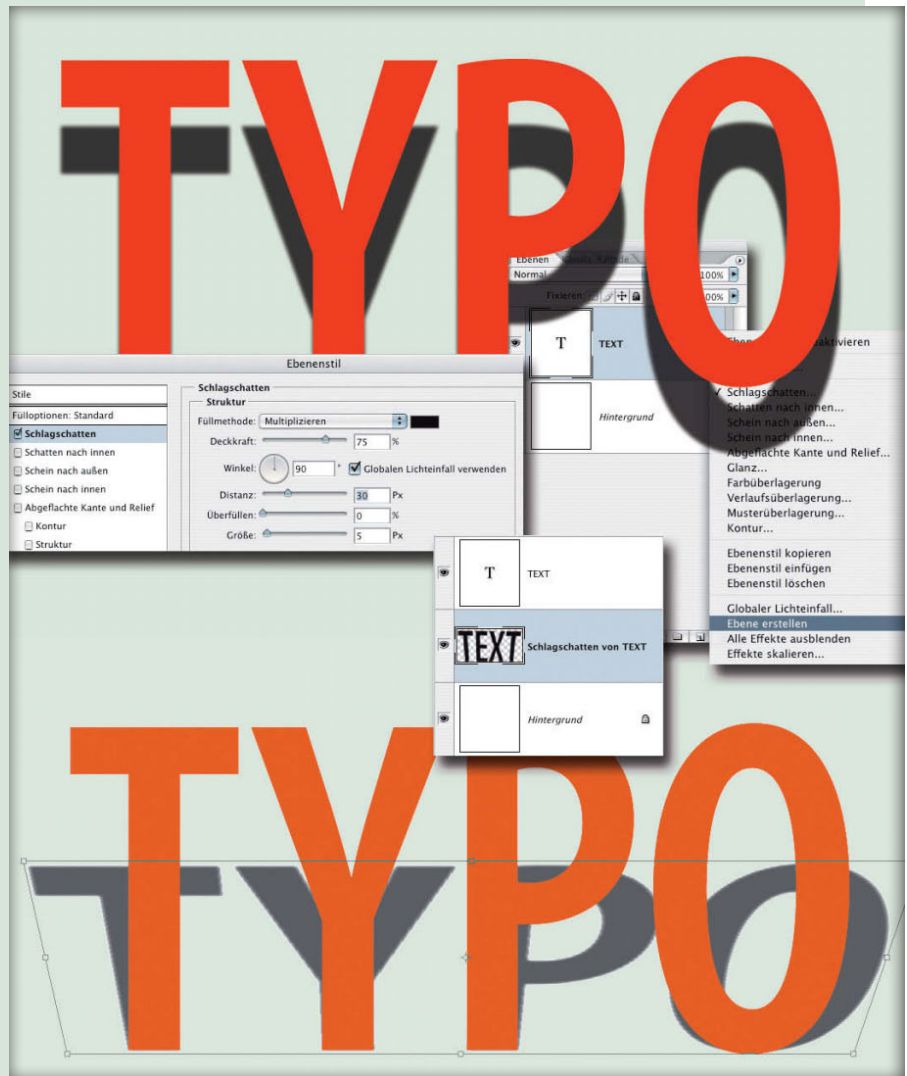 TYPO
Ebenen
Normal
100%
Fixieren:
00%
T TEXT
Hintergrund
aktivieren
✓ Schlagschatten...
Schatten nach innen...
Schein nach außen...
Schein nach innen...
Abgeflachte Kante und Relief...
Glanz...
Farbüberlagerung
Verlaufsüberlagerung...
Musterüberlagerung...
Kontur...
Ebenenstil kopieren
Ebenenstil einfügen
Ebenenstil löschen
Globaler Lichteinfall...
Ebene erstellen
Alle Effekte ausblenden
Effekte skalieren...
Ebenenstil
Stile
Fülloptionen: Standard
Schlagschatten
Schatten nach innen
Schein nach außen
Schein nach innen
Abgeflachte Kante und Relief
Kontur
Struktur
Schlagschatten
Struktur
Füllmethode: Multiplizieren
Deckkraft: 75 %
Winkel: 90 ° Globalen Lichteinfall verwenden
Distanz: 30 Px
Überfüllen: 0 %
Größe: 5 Px
T TEXT
TEXT Schlagschatten von TEXT
Hintergrund
TYPO